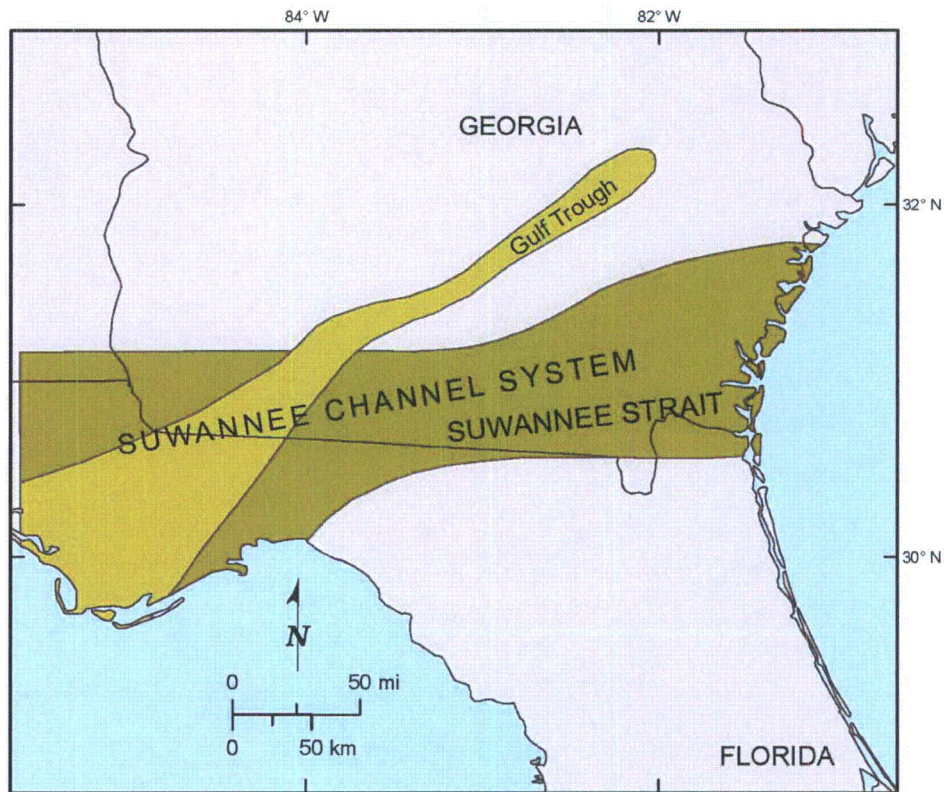 84° W
82° W
GEORGIA
32° N
Gulf Trough
SUWANNEE CHANNEL SYSTEM
SUWANNEE STRAIT
30° N
N
0 50 mi
0 50 km
FLORIDA